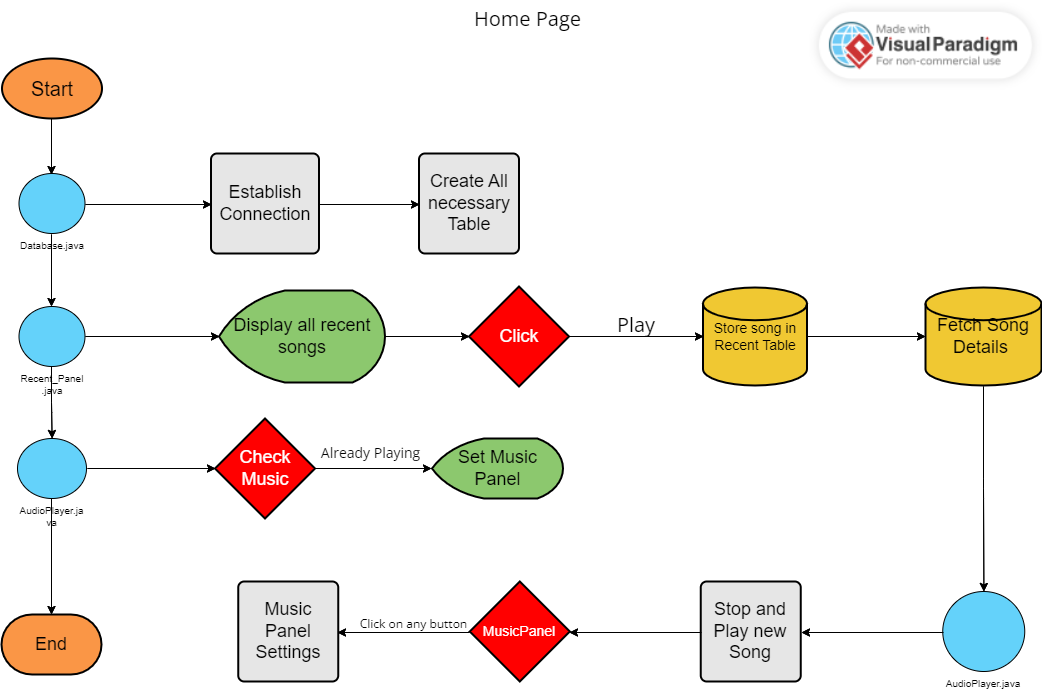 Home Page
Made with
Visual Paradigm
For non-commercial use
Start
Establish
Connection
Create All
necessary
Table
Database.java
Display all recent
songs
Click
Play
Store song in
Recent Table
Fetch Song
Details
Recent_Panel
.java
Check
Music
Already Playing
Set Music
Panel
AudioPlayer.ja
va
Music
Panel
Settings
Click on any button
MusicPanel
Stop and
Play new
Song
End
AudioPlayer.java